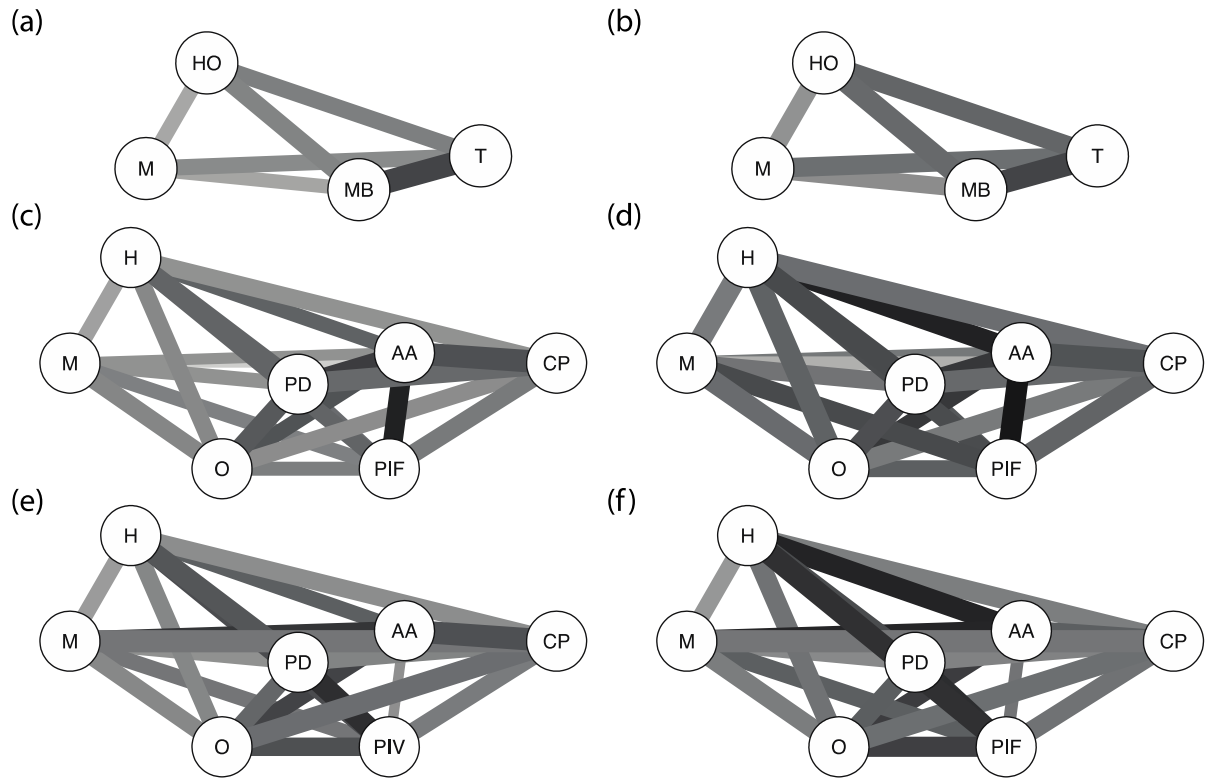 (a)
(b)
HO
HO
T
T
M
M
MB
MB
(c)
(d)
H
H
AA
AA
M
M
CP
CP
PD
PD
O
PIF
O
PIF
(e)
(f)
H
H
AA
AA
M
M
CP
CP
PD
PD
O
PIV
O
PIF